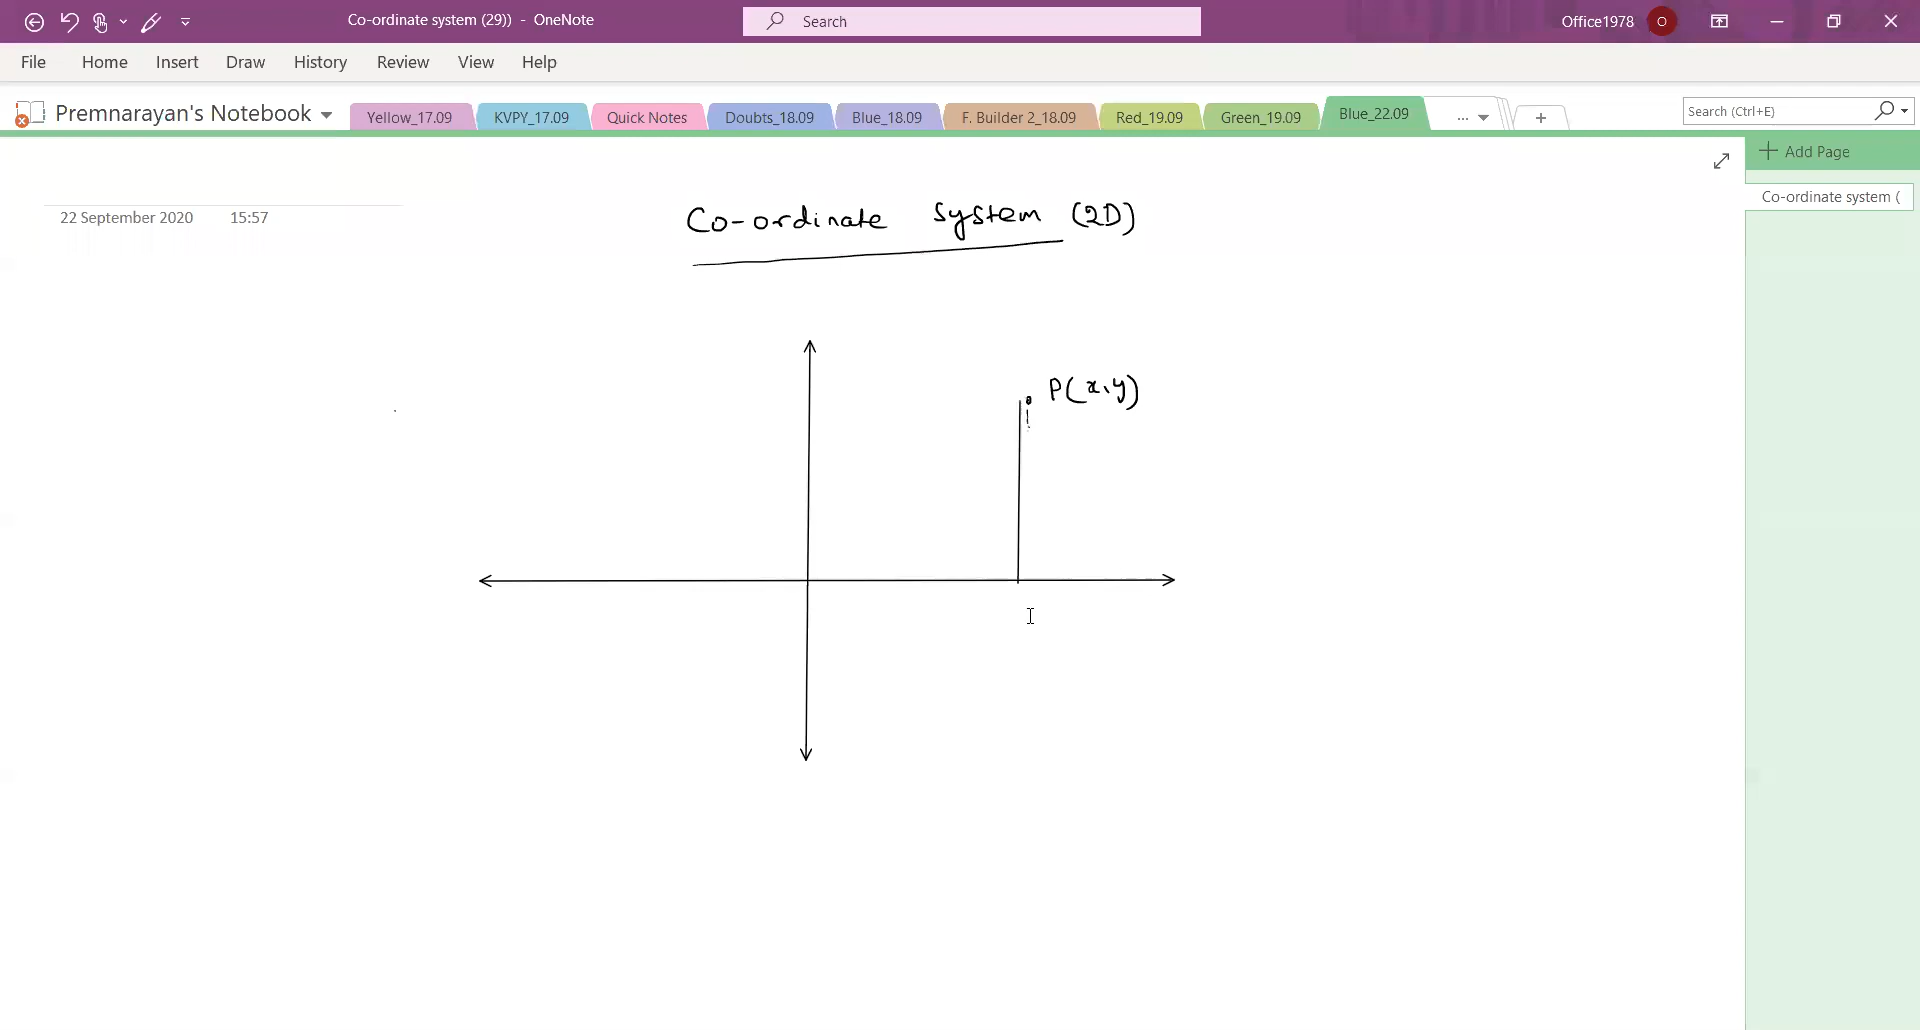 Co-ordinate system (29)) - OneNote
Search
Office1978
O
File Home Insert Draw History Review View Help
Premnarayan's Notebook
Yellow_17.09
KVPY_17.09
Quick Notes
Doubts_18.09
Blue_18.09
F. Builder 2_18.09
Red_19.09
Green_19.09
Blue_22.09
...
Search (Ctrl+E)
Add Page
Co-ordinate system (
22 September 2020 15:57
Co-ordinate system (2D)
P(x,y)